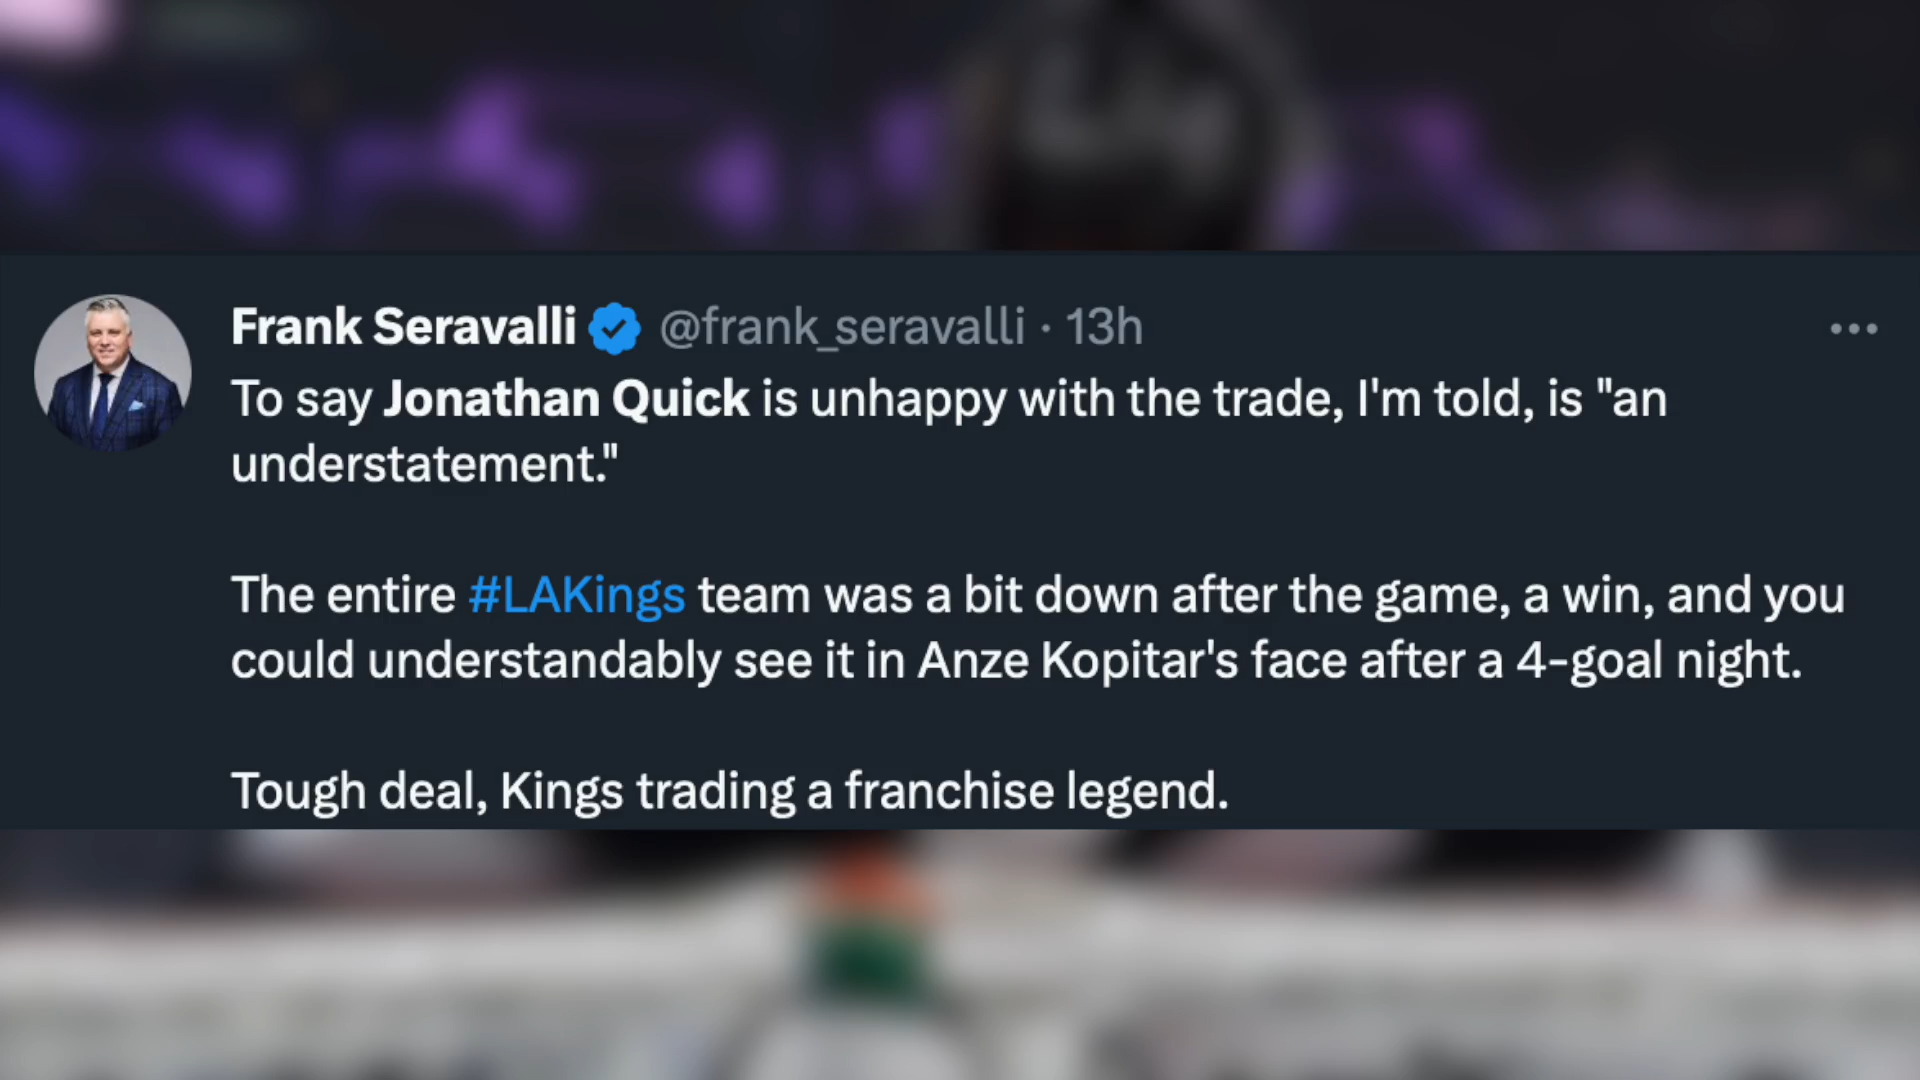 Frank Seravalli @frank_seravalli · 13h
To say Jonathan Quick is unhappy with the trade, I'm told, is "an
understatement."
The entire #LAKings team was a bit down after the game, a win, and you
could understandably see it in Anze Kopitar's face after a 4-goal night.
Tough deal, Kings trading a franchise legend.